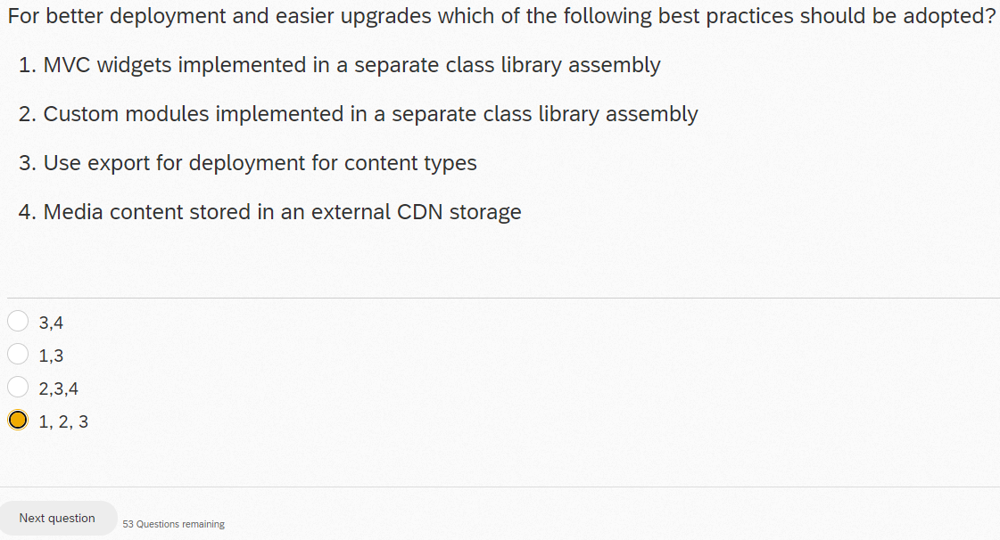 For better deployment and easier upgrades which of the following best practices should be adopted?
1. MVC widgets implemented in a separate class library assembly
2. Custom modules implemented in a separate class library assembly
3. Use export for deployment for content types
4. Media content stored in an external CDN storage
3,4
1,3
2,3,4
1, 2, 3
Next question
53 Questions remaining